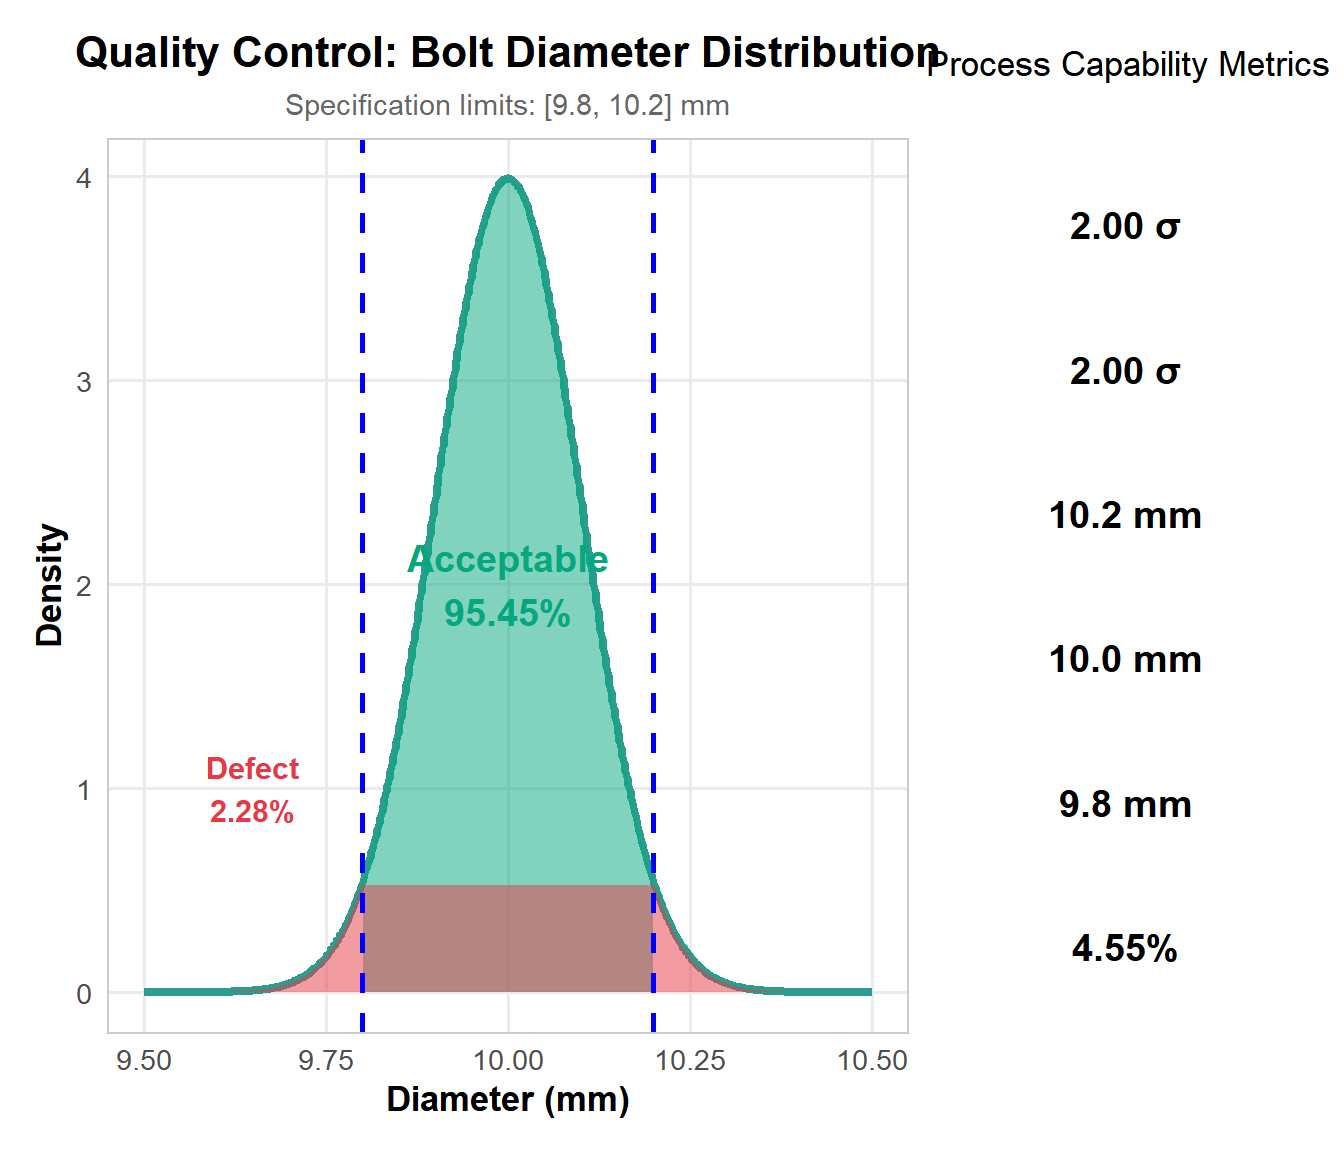 Quality Control: Bolt Diameter Distribution
Process Capability Metrics
Specification limits: [9.8, 10.2] mm
Density
4
3
2
1
0
Acceptable
95.45%
Defect
2.28%
9.50
9.75
10.00
10.25
10.50
Diameter (mm)
2.00 σ
2.00 σ
10.2 mm
10.0 mm
9.8 mm
4.55%